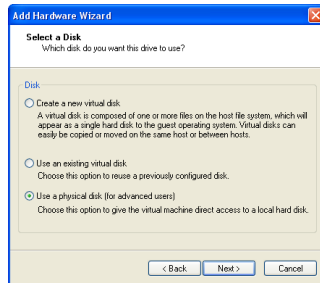 Add Hardware Wizard
Select a Disk
Which disk do you want this drive to use?
Disk
Create a new virtual disk
A virtual disk is composed of one or more files on the host file system, which will
appear as a single hard disk to the guest operating system. Virtual disks can
easily be copied or moved on the same host or between hosts.
Use an existing virtual disk
Choose this option to reuse a previously configured disk.
Use a physical disk (for advanced users)
Choose this option to give the virtual machine direct access to a local hard disk.
< Back Next > Cancel